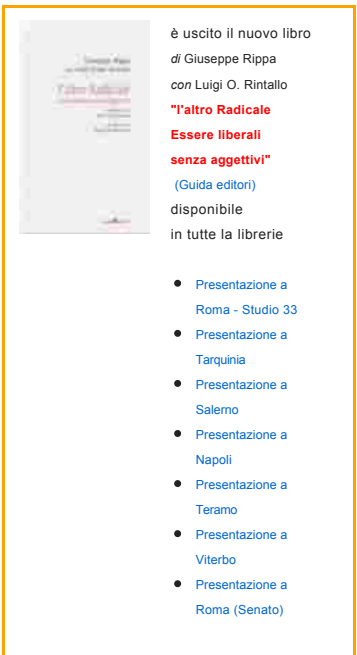 è uscito il nuovo libro
di Giuseppe Rippa
con Luigi O. Rintallo
"l'altro Radicale
Essere liberali
senza aggettivi"
(Guida editori)
disponibile
in tutte la librerie
Presentazione a
Roma - Studio 33
Presentazione a
Tarquinia
Presentazione a
Salerno
Presentazione a
Napoli
Presentazione a
Teramo
Presentazione a
Viterbo
Presentazione a
Roma (Senato)